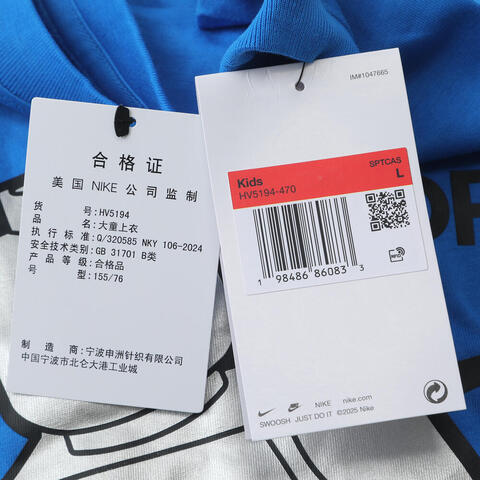 合格证
美国 NIKE 公司监制
货号:HV5194
品名:大童上衣
执行标准:Q/320585 NKY 106-2024
安全技术类别:GB 31701 B类
产品等级:合格品
号型:155/76
制造商:宁波申洲针织有限公司
中国宁波市北仑大港工业城
IM#1047665
SPTCAS
Kids
L
HV5194-470
RFID
1 98486 86083 3
NIKE nike.com
SWOOSH JUST DO IT ©2025 Nike